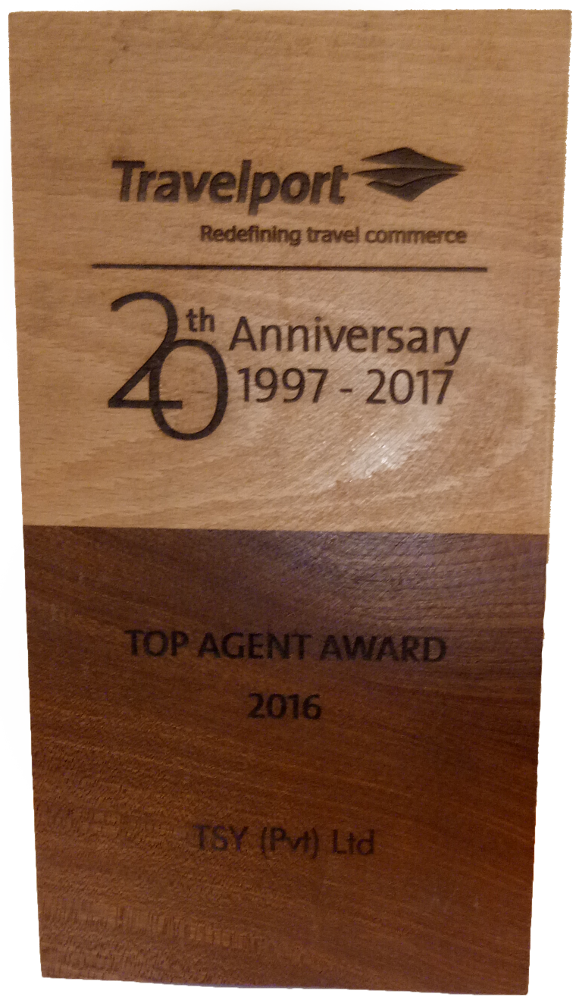 Travelport
Redefining travel commerce
20th Anniversary
1997 - 2017
TOP AGENT AWARD
2016
TSY (Pvt) Ltd